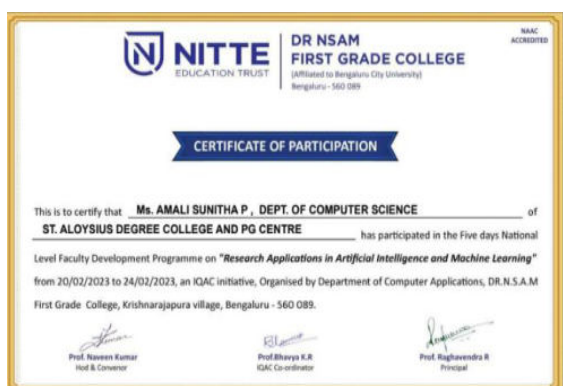 NITTE
EDUCATION TRUST
DR NSAM
FIRST GRADE COLLEGE
(Affiliated to Bengaluru City University)
Bengaluru - 560 089
NAAC
ACCREDITED
CERTIFICATE OF PARTICIPATION
This is to certify that Ms. AMALI SUNITHA P , DEPT. OF COMPUTER SCIENCE of
ST. ALOYSIUS DEGREE COLLEGE AND PG CENTRE has participated in the Five days National
Level Faculty Development Programme on "Research Applications in Artificial Intelligence and Machine Learning"
from 20/02/2023 to 24/02/2023, an IQAC initiative, Organised by Department of Computer Applications, DR.N.S.A.M
First Grade College, Krishnarajapura village, Bengaluru - 560 089.
Prof. Naveen Kumar
Hod & Convenor
Prof.Bhavya K.R
IQAC Co-ordinator
Prof. Raghavendra R
Principal